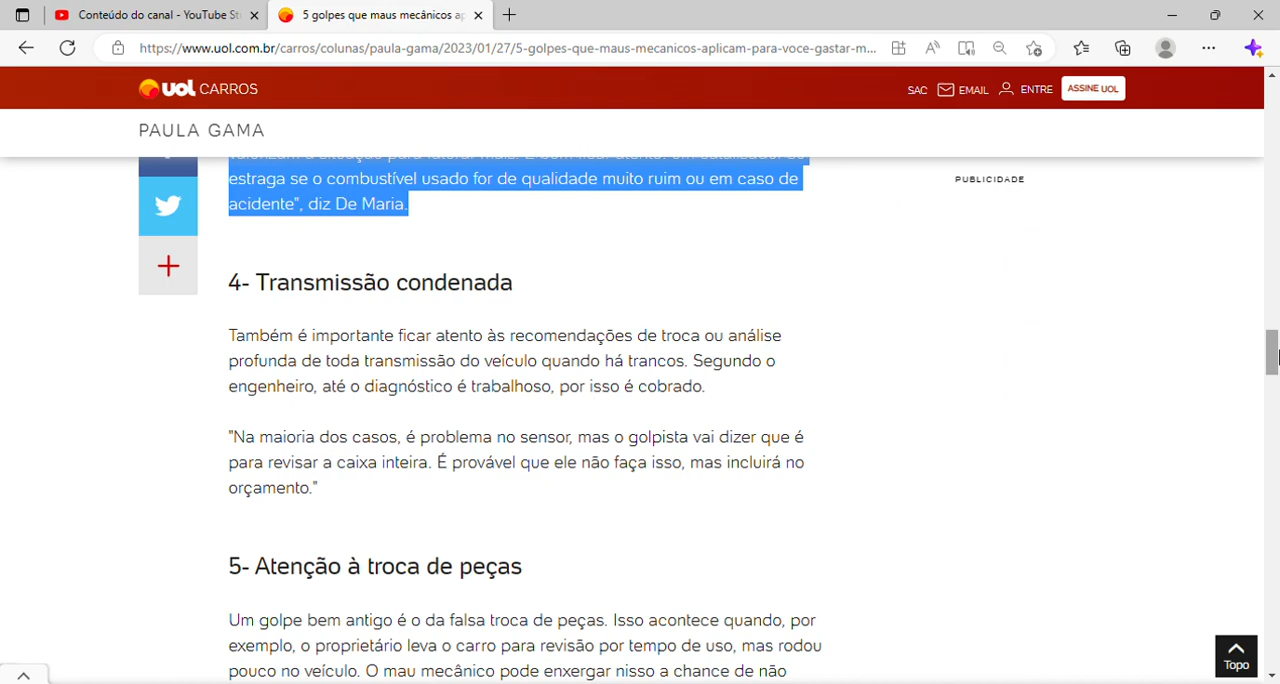 Conteúdo do canal - YouTube St
5 golpes que maus mecânicos ap
https://www.uol.com.br/carros/colunas/paula-gama/2023/01/27/5-golpes-que-maus-mecanicos-aplicam-para-voce-gastar-m...
UOL CARROS
SAC EMAIL ENTRE ASSINE UOL
PAULA GAMA
PUBLICIDADE
estraga se o combustível usado for de qualidade muito ruim ou em caso de
acidente", diz De Maria.
4- Transmissão condenada
Também é importante ficar atento às recomendações de troca ou análise
profunda de toda transmissão do veículo quando há trancos. Segundo o
engenheiro, até o diagnóstico é trabalhoso, por isso é cobrado.
"Na maioria dos casos, é problema no sensor, mas o golpista vai dizer que é
para revisar a caixa inteira. É provável que ele não faça isso, mas incluirá no
orçamento."
5- Atenção à troca de peças
Um golpe bem antigo é o da falsa troca de peças. Isso acontece quando, por
exemplo, o proprietário leva o carro para revisão por tempo de uso, mas rodou
pouco no veículo. O mau mecânico pode enxergar nisso a chance de não
Topo